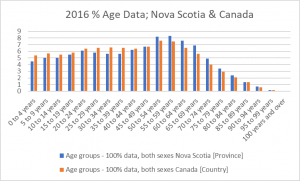 2016 % Age Data; Nova Scotia & Canada
9
8
7
6
5
4
3
2
1
0
0 to 4 years
5 to 9 years
10 to 14 years
15 to 19 years
20 to 24 years
25 to 29 years
30 to 34 years
35 to 39 years
40 to 44 years
45 to 49 years
50 to 54 years
55 to 59 years
60 to 64 years
65 to 69 years
70 to 74 years
75 to 79 years
80 to 84 years
85 to 89 years
90 to 94 years
95 to 99 years
100 years and over
Age groups - 100% data, both sexes Nova Scotia [Province]
Age groups - 100% data, both sexes Canada [Country]